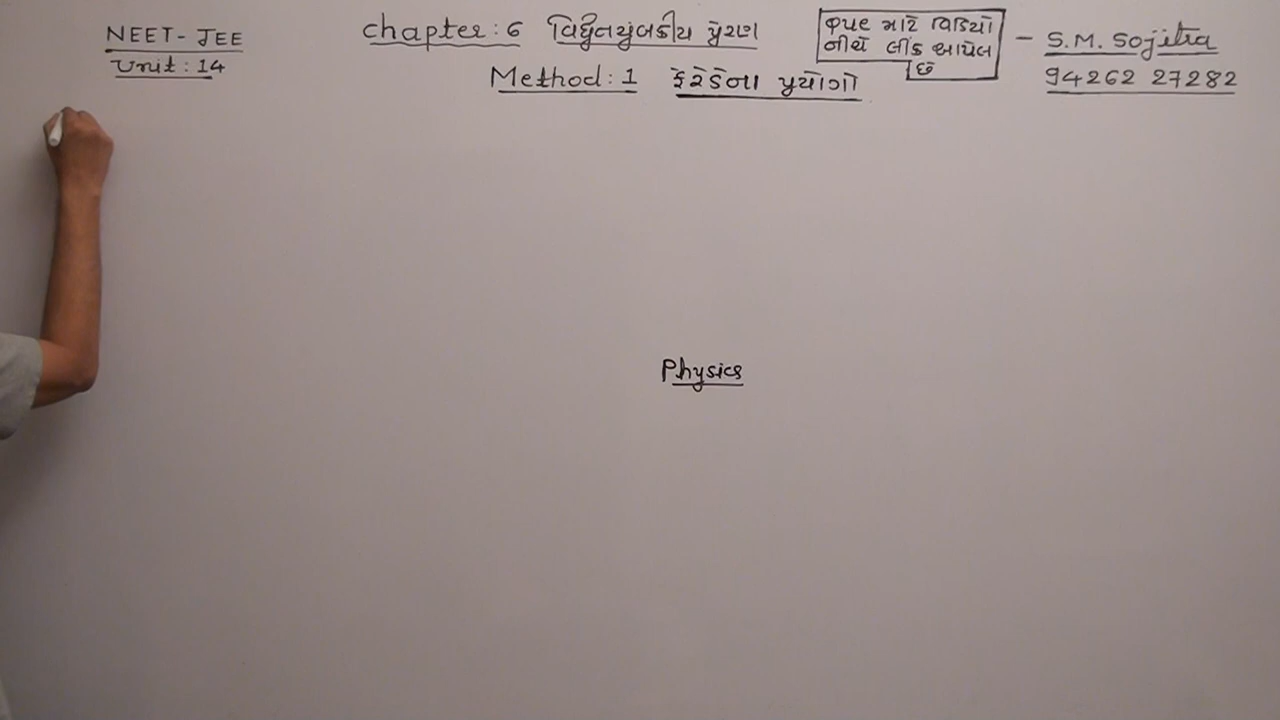 NEET - JEE
Unit : 14
chapter : 6 વિદ્યુતચુંબકીય પ્રેરણ
Method : 1 ફેરેડેના પ્રયોગો
માટે વિડિયો
નીચે લીંક આપેલ
છે
- S.M. Sojitra
94262 27282
Physics